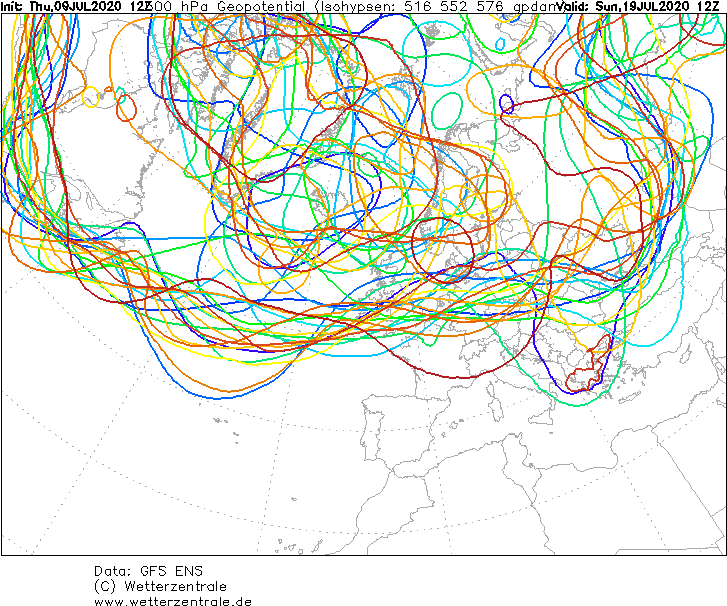 Init: Thu,09JUL2020 12Z 500 hPa Geopotential (Isohypsen: 516 552 576 gpdam) Valid: Sun,19JUL2020 12Z
Data: GFS ENS
(C) Wetterzentrale
www.wetterzentrale.de